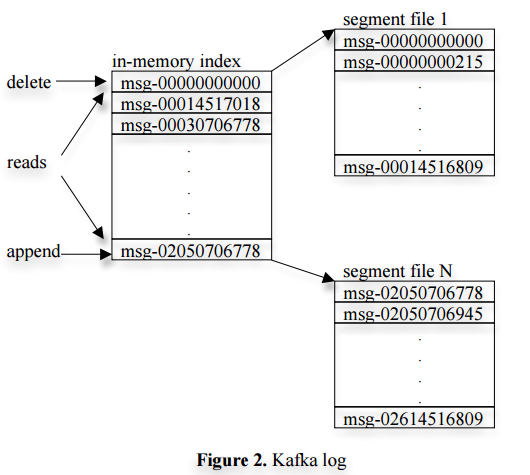 segment file 1
in-memory index
msg-00000000000
msg-00000000215
.
.
.
.
msg-00014516809
delete
reads
append
msg-00000000000
msg-00014517018
msg-00030706778
.
.
.
.
.
msg-02050706778
segment file N
msg-02050706778
msg-02050706945
.
.
.
.
msg-02614516809
Figure 2. Kafka log